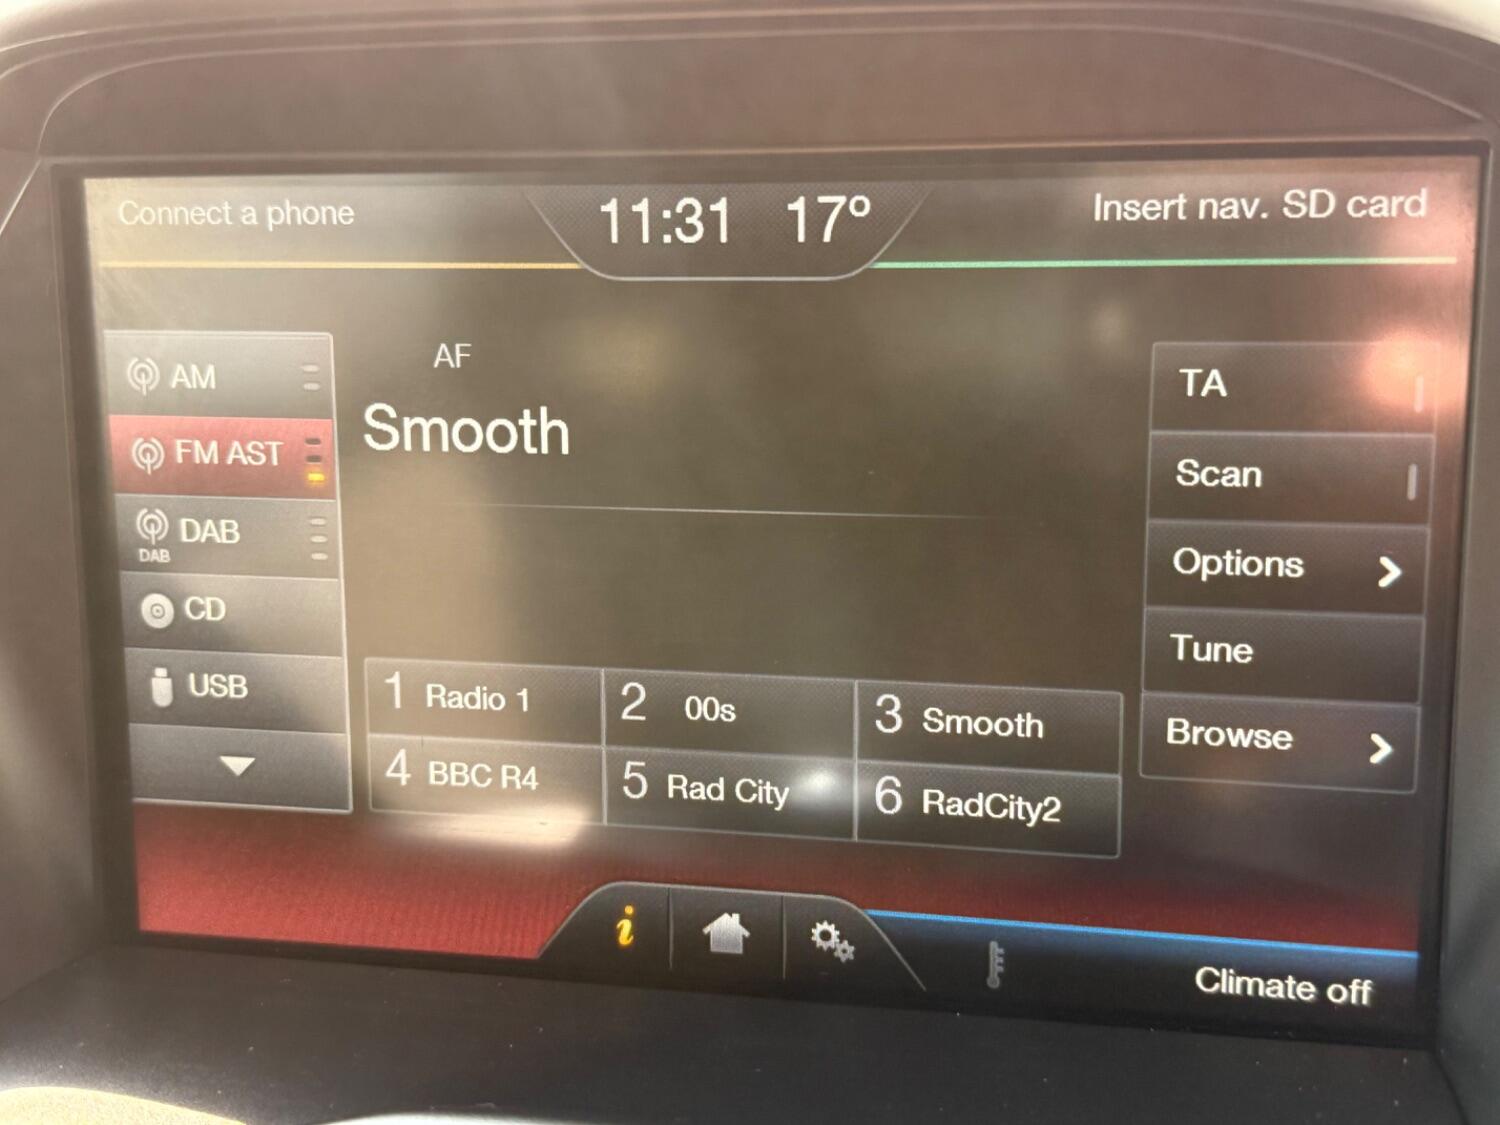 Connect a phone
11:31 17º
Insert nav. SD card
AM
FM AST
DAB
DAB
CD
USB
AF
Smooth
1 Radio 1
2 00s
3 Smooth
4 BBC R4
5 Rad City
6 RadCity2
TA
Scan
Options
Tune
Browse
i
Climate off